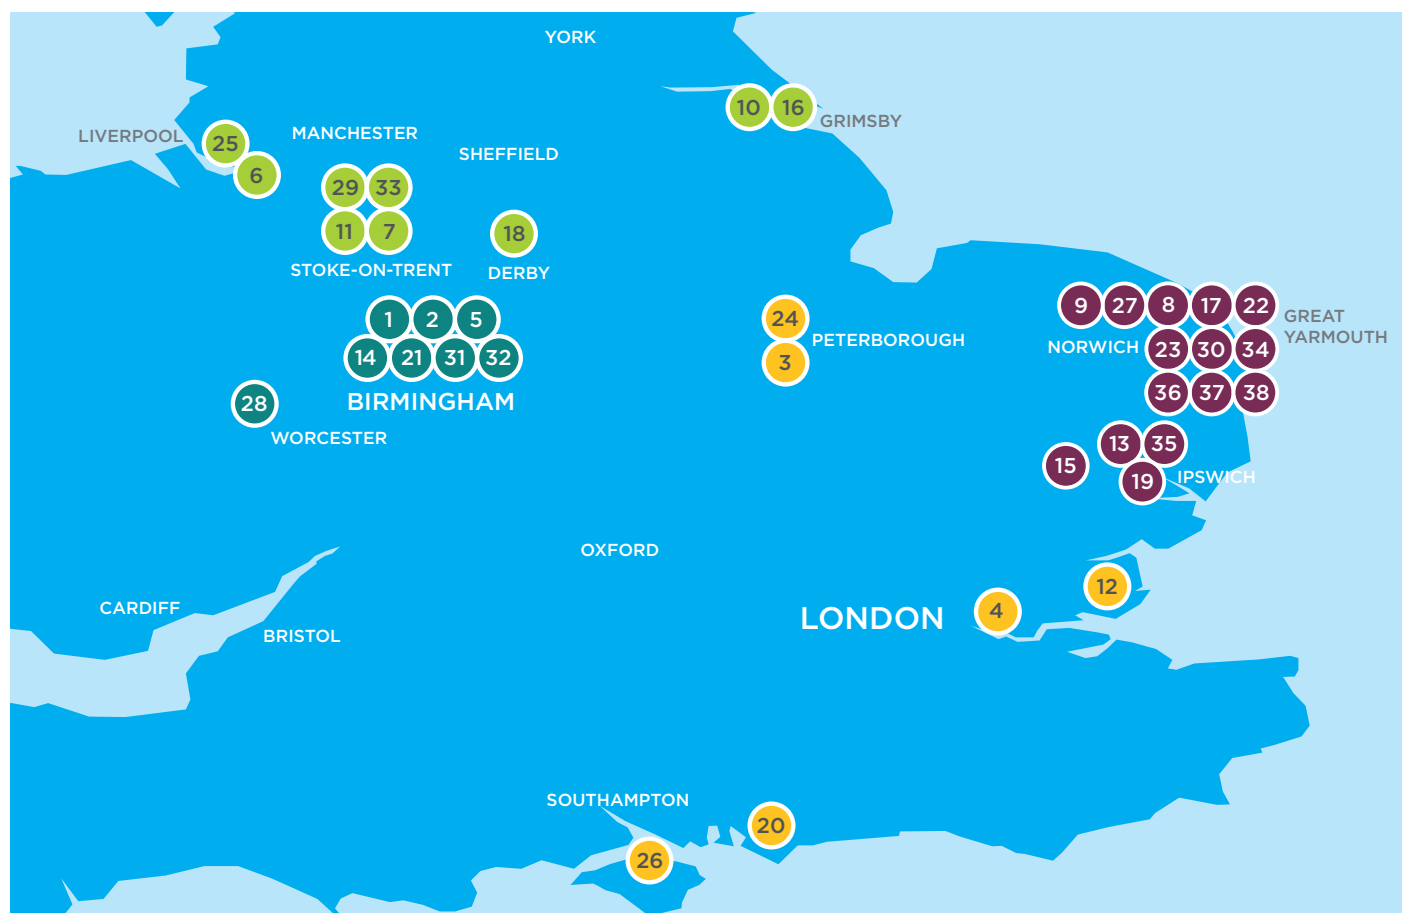 YORK
10 16
GRIMSBY
LIVERPOOL
25
MANCHESTER
SHEFFIELD
6
29 33
11 7
18
STOKE-ON-TRENT
DERBY
1 2 5
14 21 31 32
BIRMINGHAM
28
WORCESTER
24
PETERBOROUGH
3
9 27 8 17 22
GREAT
YARMOUTH
NORWICH
23 30 34
36 37 38
13 35
15
19
IPSWICH
OXFORD
12
CARDIFF
LONDON
4
BRISTOL
SOUTHAMPTON
20
26